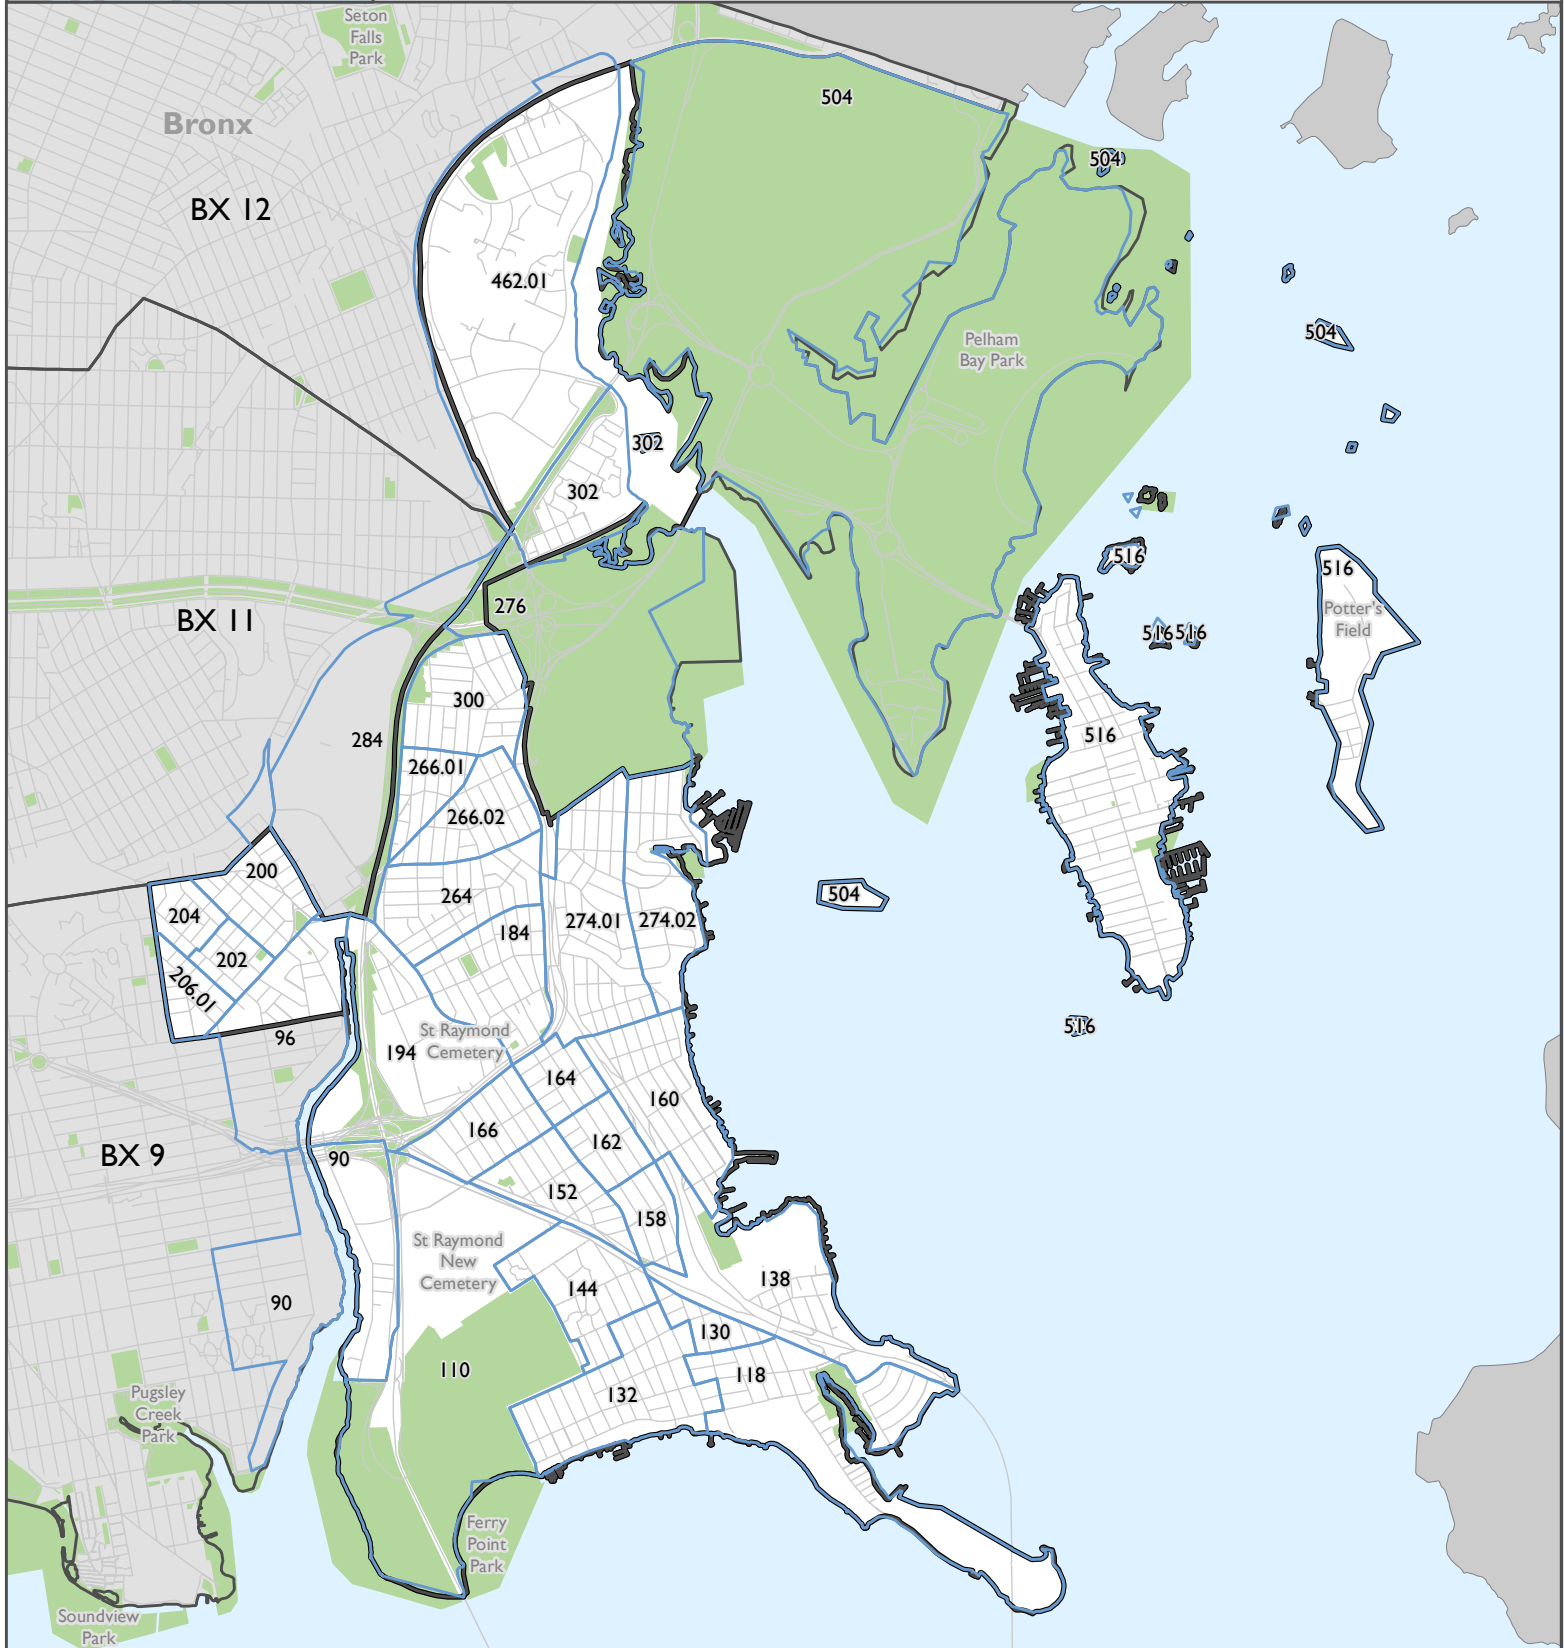 Seton
Falls
Park
504
Bronx
504
BX 12
462.01
504
Pelham
Bay Park
302
302
516
516
276
BX 11
Potter's
Field
516
516
300
284
516
266.01
266.02
200
264
504
204
184
274.01
274.02
202
206.01
516
96
St Raymond
Cemetery
194
164
160
166
162
BX 9
90
152
158
St Raymond
New
Cemetery
138
144
90
130
110
118
132
Pugsley
Creek
Park
Ferry
Point
Park
Soundview
Park